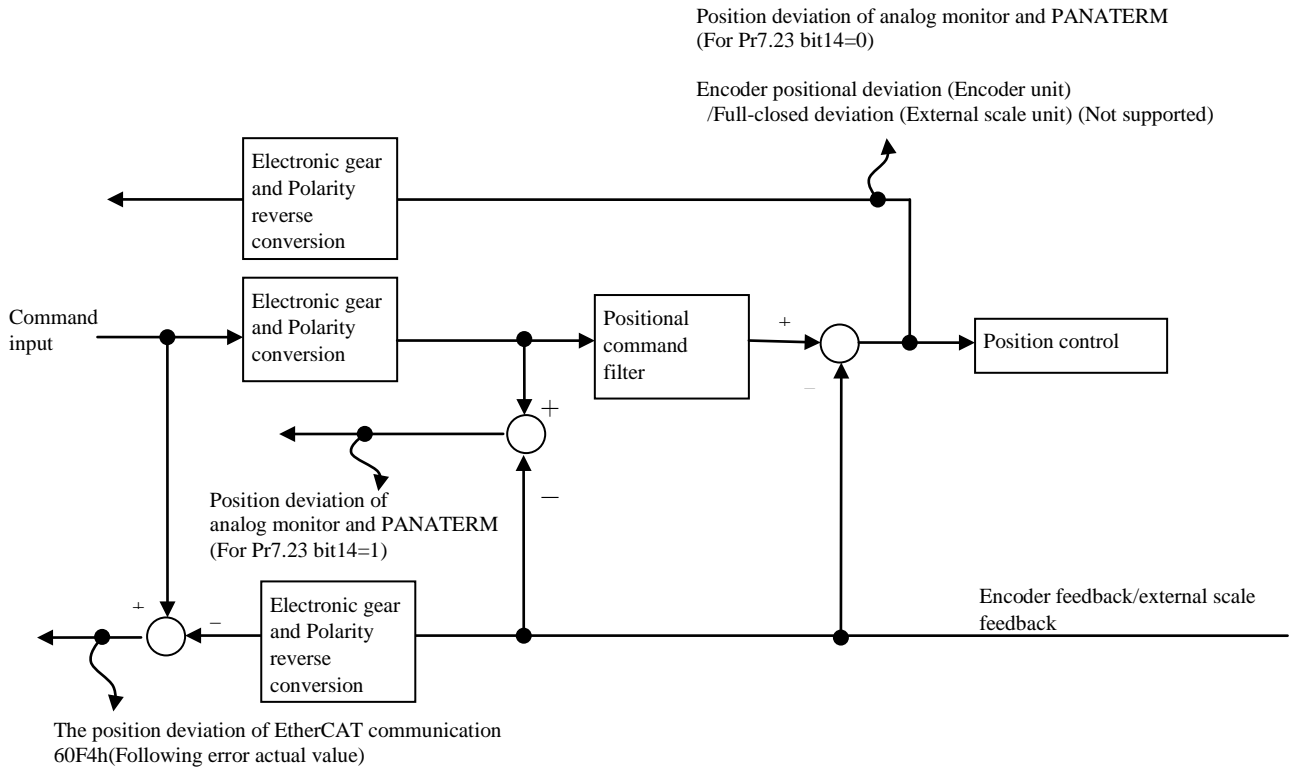 Position deviation of analog monitor and PANATERM
(For Pr7.23 bit14=0)
Encoder positional deviation (Encoder unit)
/Full-closed deviation (External scale unit) (Not supported)
Electronic gear
and Polarity
reverse
conversion
Command
input
Electronic gear
and Polarity
conversion
Positional
command
filter
+
–
Position control
+
–
Position deviation of
analog monitor and PANATERM
(For Pr7.23 bit14=1)
Electronic gear
and Polarity
reverse
conversion
+
–
Encoder feedback/external scale
feedback
The position deviation of EtherCAT communication
60F4h(Following error actual value)